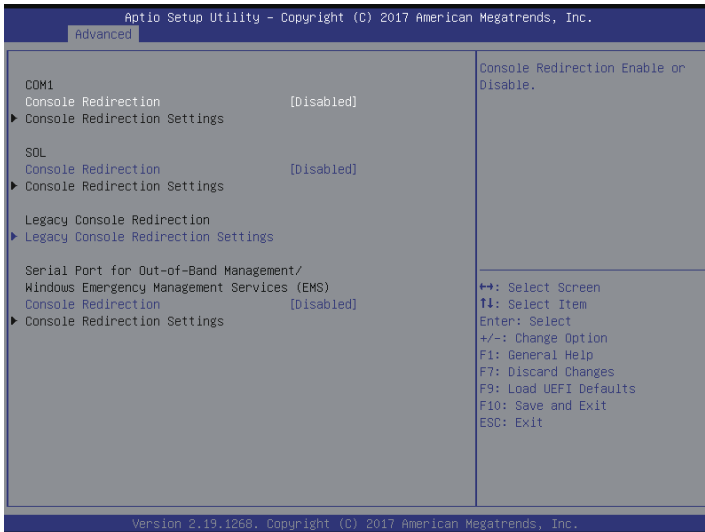 Aptio Setup Utility – Copyright (C) 2017 American Megatrends, Inc.
Advanced
COM1
Console Redirection [Disabled]
▶ Console Redirection Settings
SOL
Console Redirection [Disabled]
▶ Console Redirection Settings
Legacy Console Redirection
▶ Legacy Console Redirection Settings
Serial Port for Out-of-Band Management/
Windows Emergency Management Services (EMS)
Console Redirection [Disabled]
▶ Console Redirection Settings
Console Redirection Enable or
Disable.
↔: Select Screen
↑↓: Select Item
Enter: Select
+/-: Change Option
F1: General Help
F7: Discard Changes
F9: Load UEFI Defaults
F10: Save and Exit
ESC: Exit
Version 2.19.1268. Copyright (C) 2017 American Megatrends, Inc.